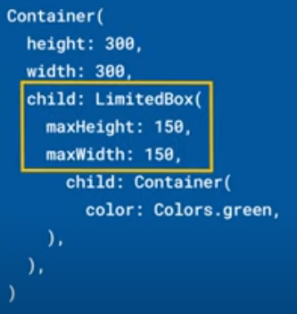 Container(
  height: 300,
  width: 300,
  child: LimitedBox(
    maxHeight: 150,
    maxWidth: 150,
      child: Container(
        color: Colors.green,
    ),
  ),
)